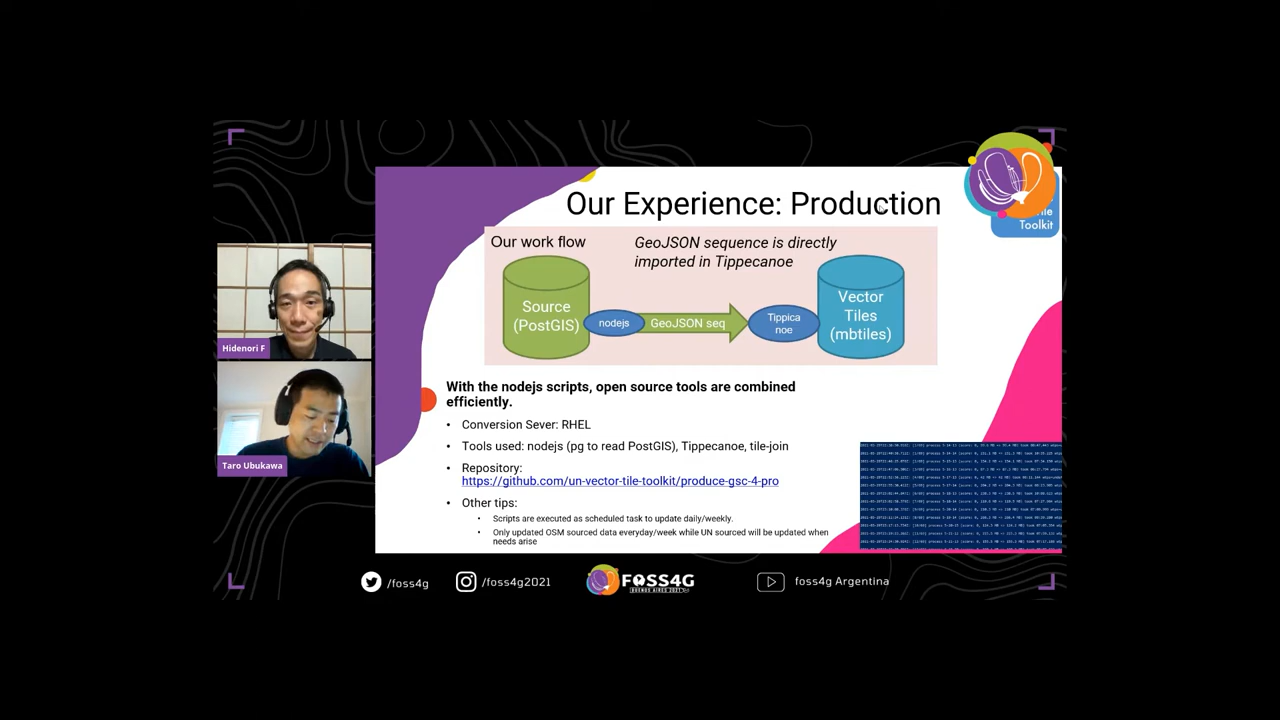 Our Experience: Production
Toolkit
Our work flow
GeoJSON sequence is directly
imported in Tippecanoe
Source
(PostGIS)
nodejs
GeoJSON seq
Tippica
noe
Vector
Tiles
(mbtiles)
Hidenori F
Taro Ubukawa
With the nodejs scripts, open source tools are combined
efficiently.
• Conversion Sever: RHEL
• Tools used: nodejs (pg to read PostGIS), Tippecanoe, tile-join
• Repository:
https://github.com/un-vector-tile-toolkit/produce-gsc-4-pro
• Other tips:
• Scripts are executed as scheduled task to update daily/weekly.
• Only updated OSM sourced data everyday/week while UN sourced will be updated when
needs arise
/foss4g
/foss4g2021
FOSS4G
BUENOS AIRES 2021
foss4g Argentina